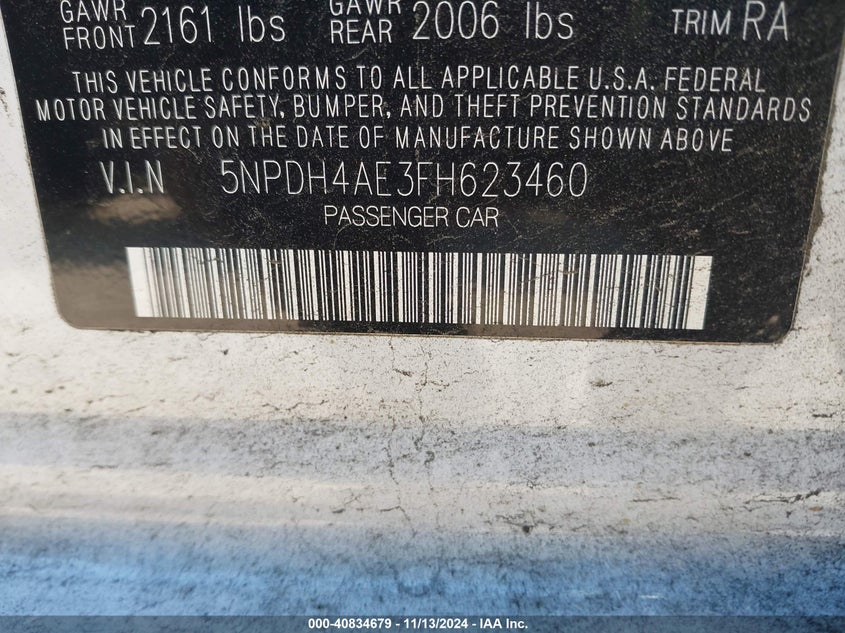 GAWR FRONT 2161 lbs GAWR REAR 2006 lbs TRIM RA
THIS VEHICLE CONFORMS TO ALL APPLICABLE U.S.A. FEDERAL
MOTOR VEHICLE SAFETY, BUMPER, AND THEFT PREVENTION STANDARDS
IN EFFECT ON THE DATE OF MANUFACTURE SHOWN ABOVE
V.I.N 5NPDH4AE3FH623460
PASSENGER CAR
000-40834679 - 11/13/2024 - IAA Inc.